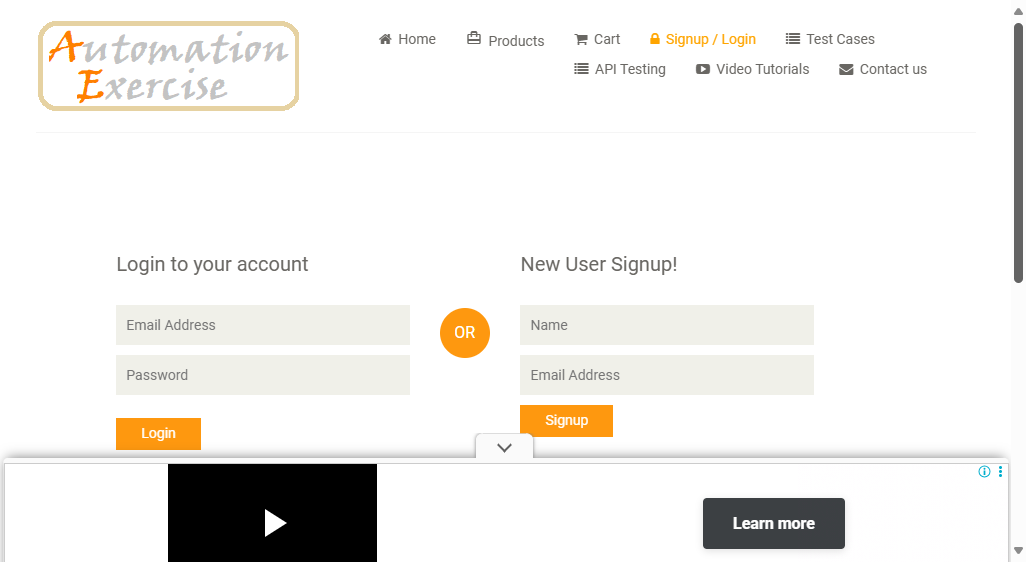 Automation
Exercise
Home Products Cart Signup / Login Test Cases
API Testing Video Tutorials Contact us
Login to your account
New User Signup!
Email Address
Password
Login
OR
Name
Email Address
Signup
Learn more